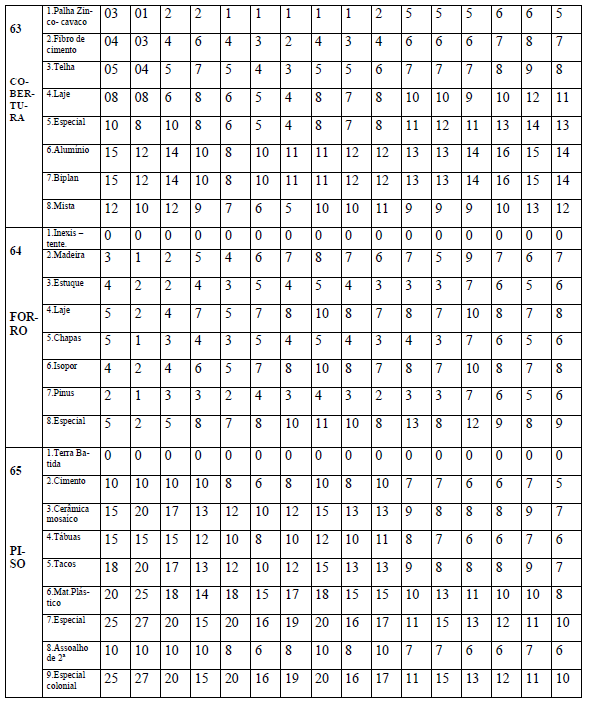 63
CO-
BER-
TU-
RA
1.Palha Zin-
co- cavaco 03 01 2 2 1 1 1 1 1 2 5 5 5 6 6 5
2.Fibro de
cimento 04 03 4 6 4 3 2 4 3 4 6 6 6 7 8 7
3.Telha 05 04 5 7 5 4 3 5 5 6 7 7 7 8 9 8
4.Laje 08 08 6 8 6 5 4 8 7 8 10 10 9 10 12 11
5.Especial 10 8 10 8 6 5 4 8 7 8 11 12 11 13 14 13
6.Alumínio 15 12 14 10 8 10 11 11 12 12 13 13 14 16 15 14
7.Biplan 15 12 14 10 8 10 11 11 12 12 13 13 14 16 15 14
8.Mista 12 10 12 9 7 6 5 10 10 11 9 9 9 10 13 12
64
FOR-
RO
1.Inexis –
tente. 0 0 0 0 0 0 0 0 0 0 0 0 0 0 0 0
2.Madeira 3 1 2 5 4 6 7 8 7 6 7 5 9 7 6 7
3.Estuque 4 2 2 4 3 5 4 5 4 3 3 3 7 6 5 6
4.Laje 5 2 4 7 5 7 8 10 8 7 8 7 10 8 7 8
5.Chapas 5 1 3 4 3 5 4 5 4 3 4 3 7 6 5 6
6.Isopor 4 2 4 6 5 7 8 10 8 7 8 7 10 8 7 8
7.Pinus 2 1 3 3 2 4 3 4 3 2 3 3 7 6 5 6
8.Especial 5 2 5 8 7 8 10 11 10 8 13 8 12 9 8 9
65
PI-
SO
1.Terra Ba-
tida 0 0 0 0 0 0 0 0 0 0 0 0 0 0 0 0
2.Cimento 10 10 10 10 8 6 8 10 8 10 7 7 6 6 7 5
3.Cerâmica
mosaico 15 20 17 13 12 10 12 15 13 13 9 8 8 8 9 7
4.Tábuas 15 15 15 12 10 8 10 12 10 11 8 7 6 6 7 6
5.Tacos 18 20 17 13 12 10 12 15 13 13 9 8 8 8 9 7
6.Mat.Plás-
tico 20 25 18 14 18 15 17 18 15 15 10 13 11 10 10 8
7.Especial 25 27 20 15 20 16 19 20 16 17 11 15 13 12 11 10
8.Assoalho
de 2ª 10 10 10 10 8 6 8 10 8 10 7 7 6 6 7 6
9.Especial
colonial 25 27 20 15 20 16 19 20 16 17 11 15 13 12 11 10